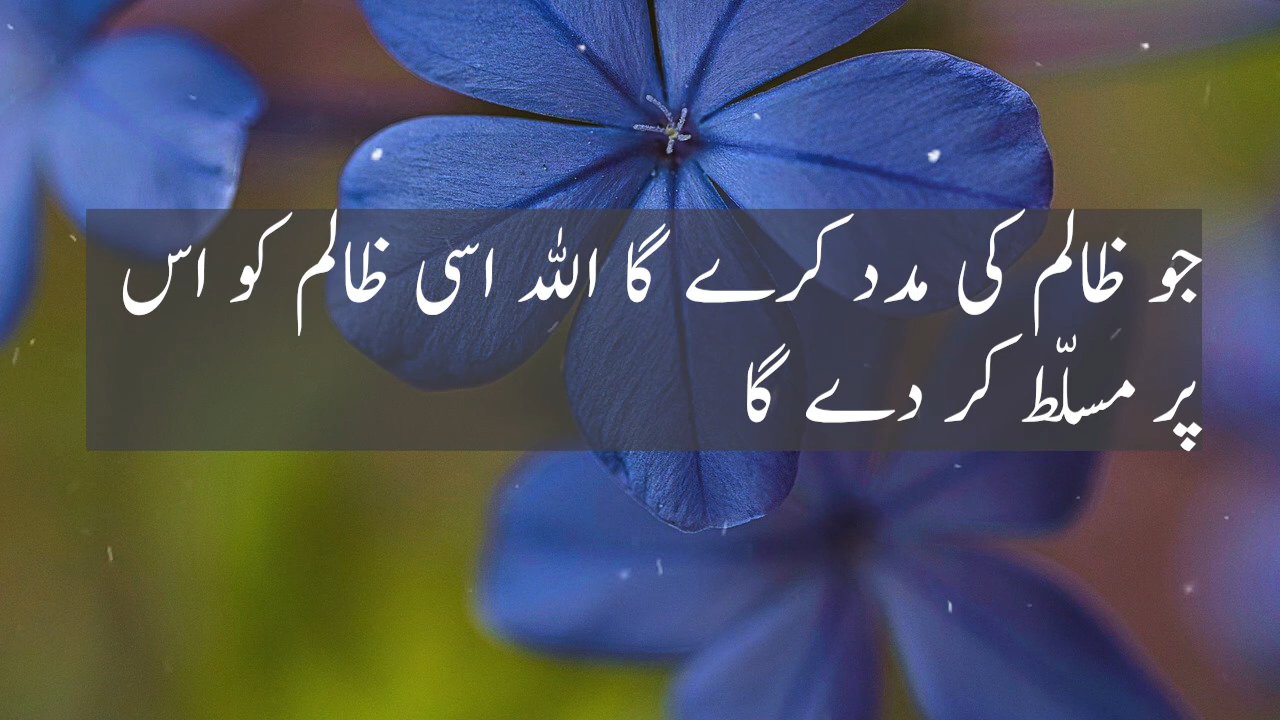 جو ظالم کی مدد کرے گا اللہ اسی ظالم کو اس
پر مسلّط کر دے گا